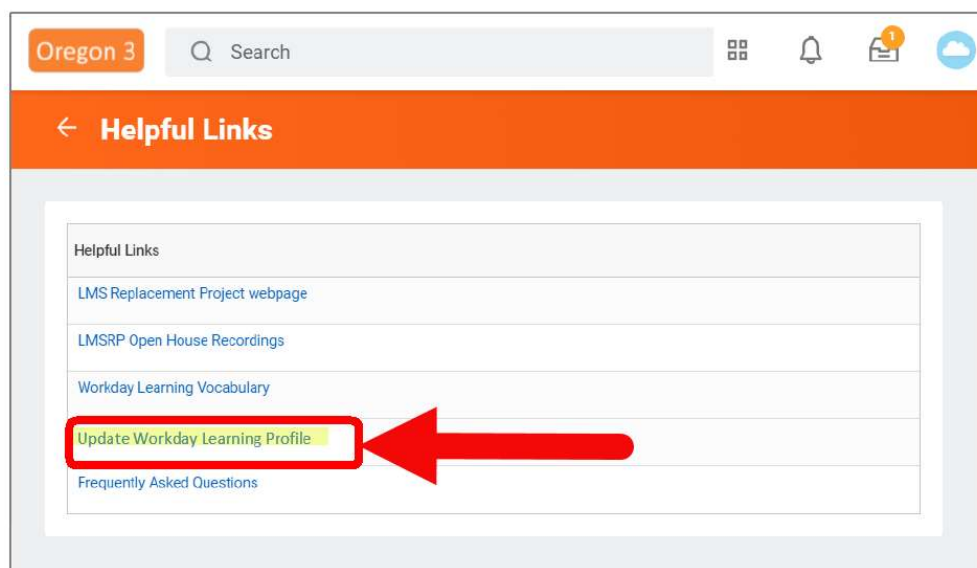 Oregon 3
Search
1
Helpful Links
Helpful Links
LMS Replacement Project webpage
LMSRP Open House Recordings
Workday Learning Vocabulary
Update Workday Learning Profile
Frequently Asked Questions